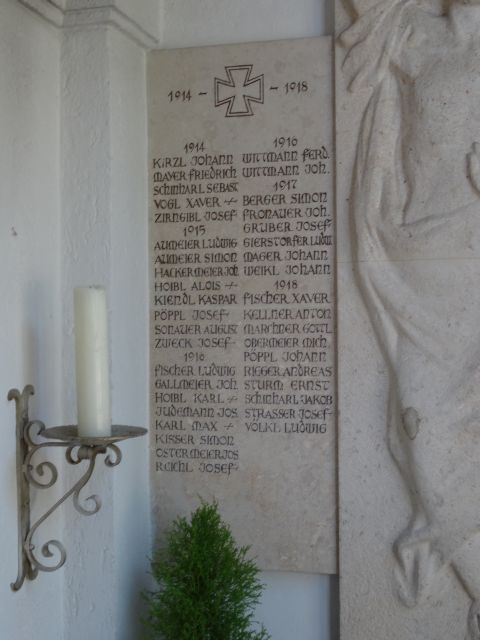 1914 - - 1918
1914
KIRZL JOHANN
MAYER FRIEDRICH
SCHMHARL SEBAST
VOGL XAVER -/-
ZIRNGIBL JOSEF
1915
AUMEIER LUDWIG
AUMEIER SIMON
HACKERMEIER JOH
HOIBL ALOIS -/-
KIENDL KASPAR
PÖPPL JOSEF-
SONAUER AUGUST
ZWECK JOSEF-
1916
FISCHER LUDWIG
GALLMEIER JOH.
HOIBL KARL -/-
JUDEMANN JOS.
KARL MAX -/-
KISSER SIMON
OSTERMEIER JOS
REICHL JOSEF-
1916
WITTMANN FERD.
WITTMANN JOH.
1917
BERGER SIMON
FRONAUER JOH.
GRUBER JOSEF-
GIERSTORFER LUDW.
MAGER JOHANN
WEIKL JOHANN
1918
FISCHER XAVER
KELLNER ANTON
MARCHNER GOTTL.
OBERMEIER MICH.
PÖPPL JOHANN
RIEGER ANDREAS
STURM ERNST
SCHMHARL JAKOB
STRASSER JOSEF-
VÖLKL LUDWIG